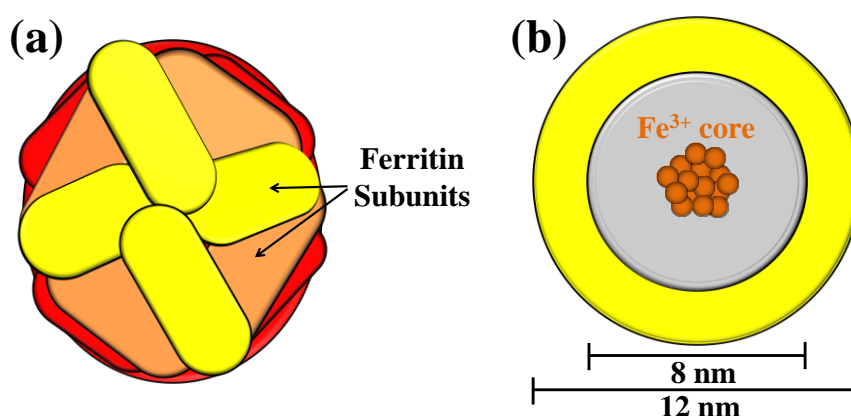 (a)
Ferritin
Subunits
(b)
Fe³⁺ core
8 nm
12 nm